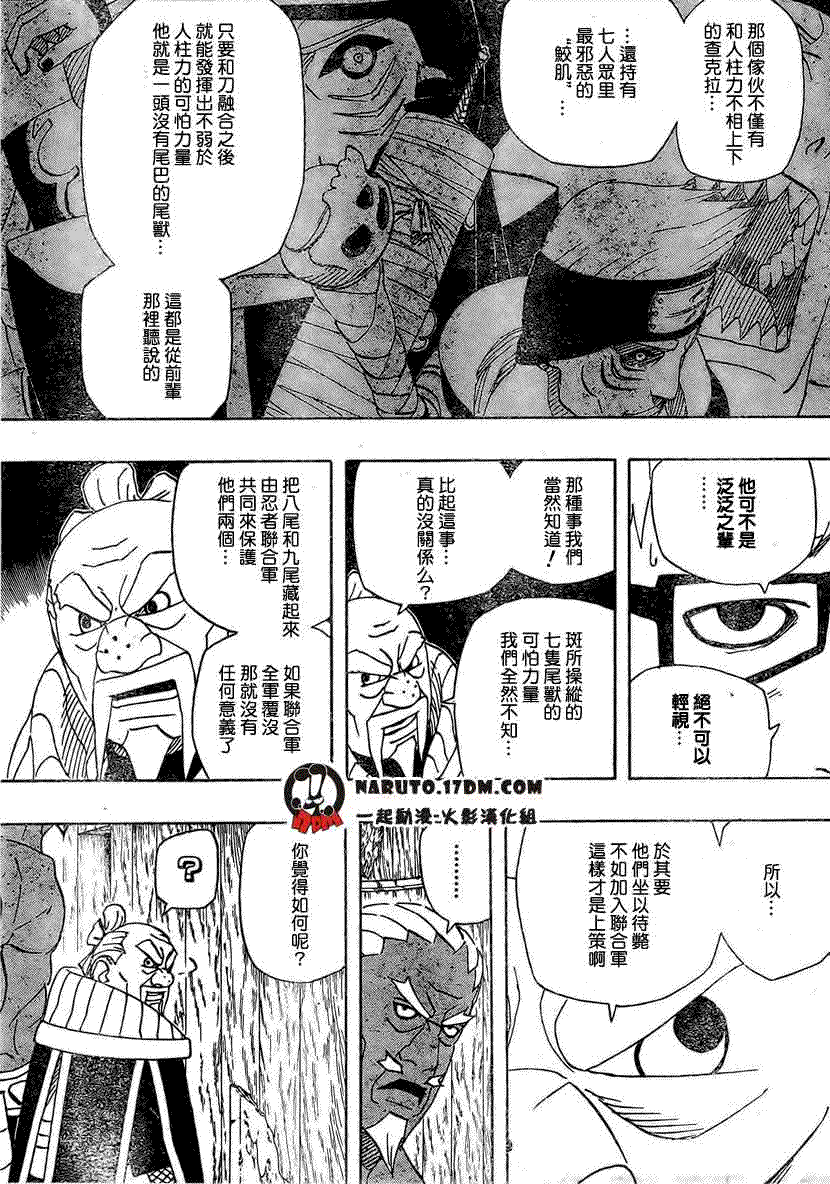 那個傢伙不僅有
和人柱力不相上下
的查克拉…
…還持有
七人眾里
最邪惡的
“鮫肌”…
只要和刀融合之後
就能發揮出不弱於
人柱力的可怕力量
他就是一頭沒有尾巴的尾獸…
這都是從前輩
那裡聽說的
他可不是
泛泛之輩
……
絕不可以
輕視…
那種事我們
當然知道!
比起這事…
真的沒關係么?
斑所操縱的
七隻尾獸的
可怕力量
我們全然不知…
把八尾和九尾藏起來
由忍者聯合軍
共同來保護
他們兩個…
如果聯合軍
全軍覆沒
那就沒有
任何意義了
NARUTO.17DM.COM
一起動漫-火影漢化組
17DM
所以…
於其要
他們坐以待斃
不如加入聯合軍
這樣才是上策啊
………
你覺得如何呢?
?